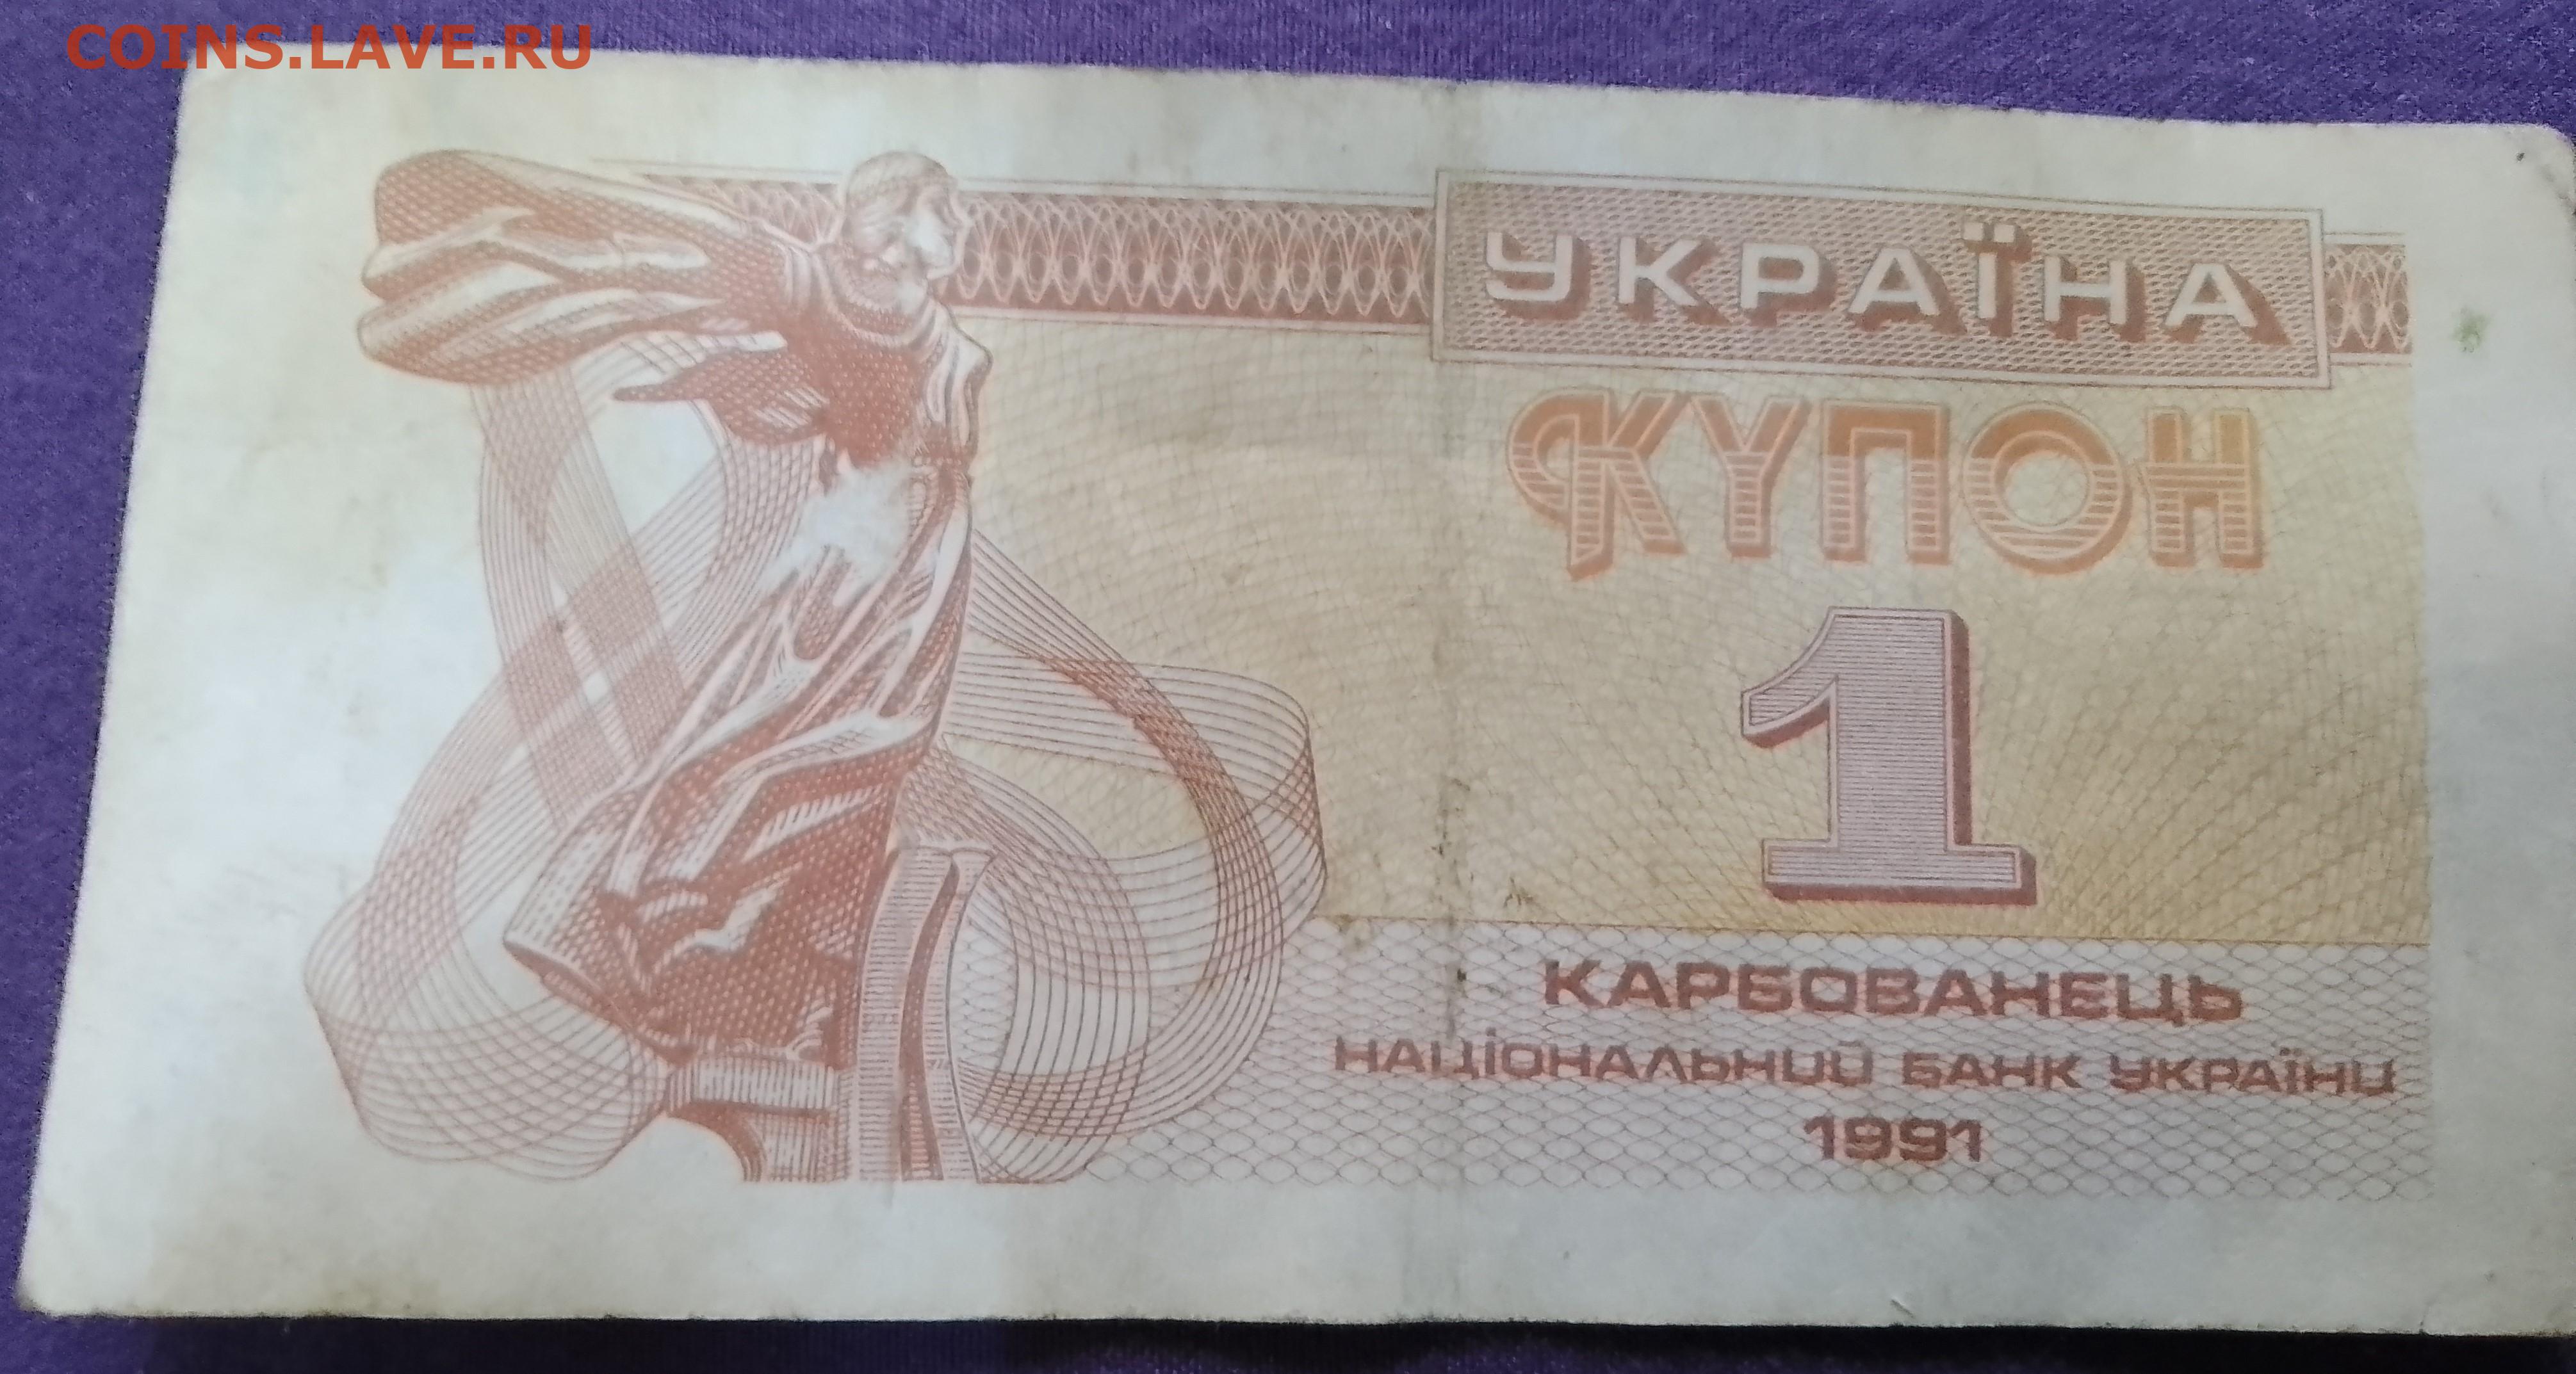 COINS.LAVE.RU
УКРАЇНА
КУПОН
1
КАРБОВАНЕЦЬ
НАЦІОНАЛЬНИЙ БАНК УКРАЇНИ
1991